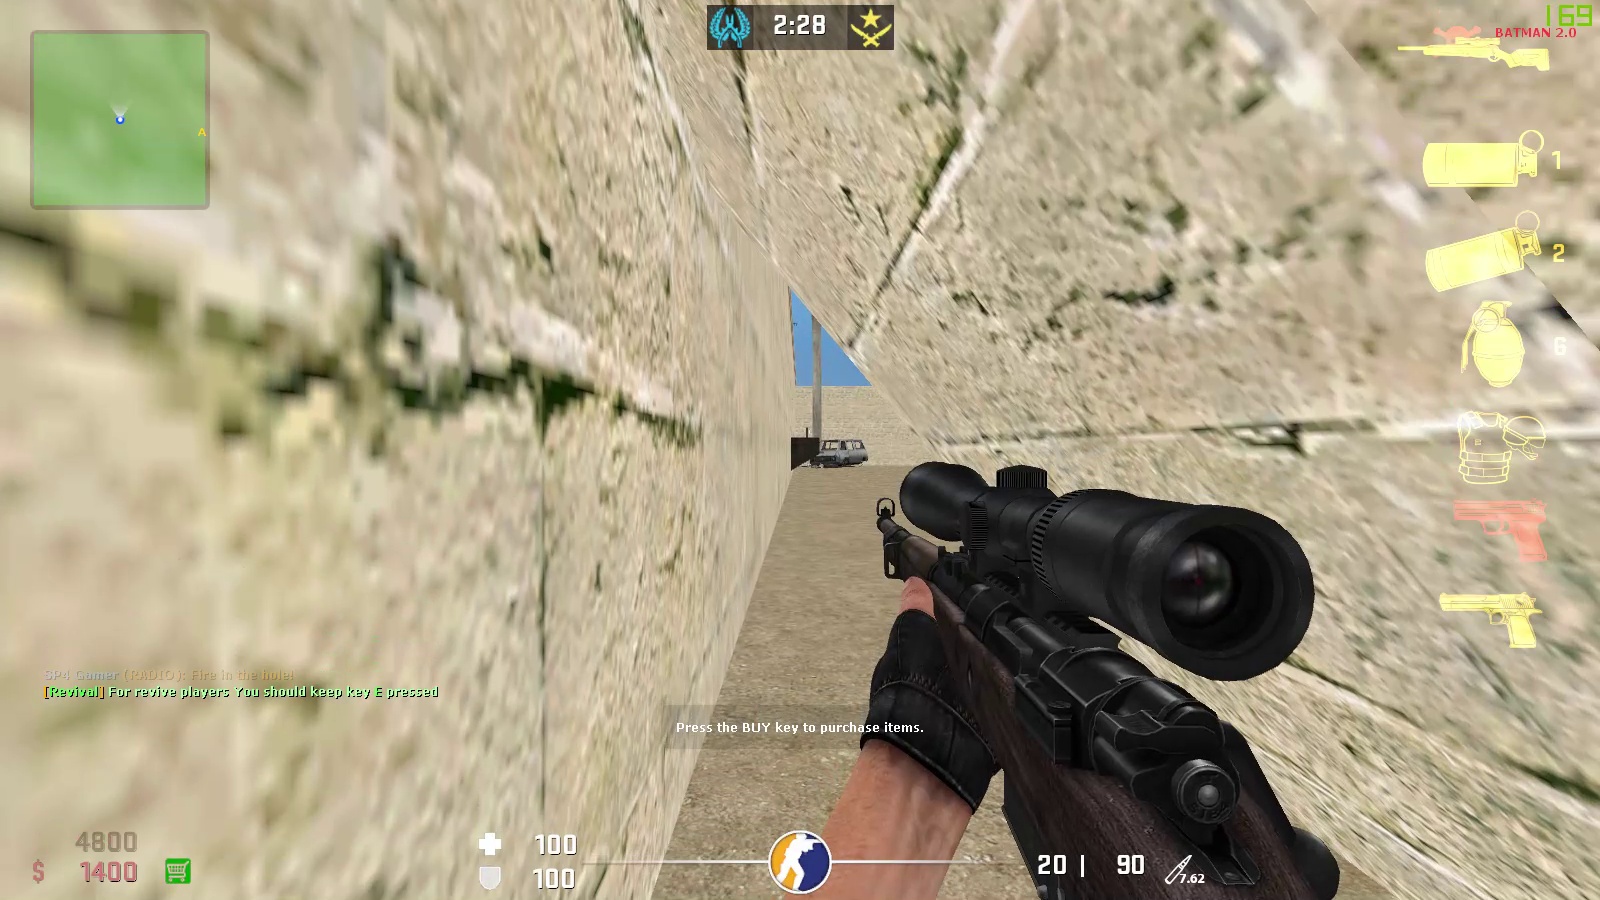 169
2:28
BATMAN 2.0
A
1
2
6
SP4 Gamer (RADIO): Fire in the hole!
[Revival] For revive players You should keep key E pressed
Press the BUY key to purchase items.
4800
$ 1400
100
100
20 | 90
7.62